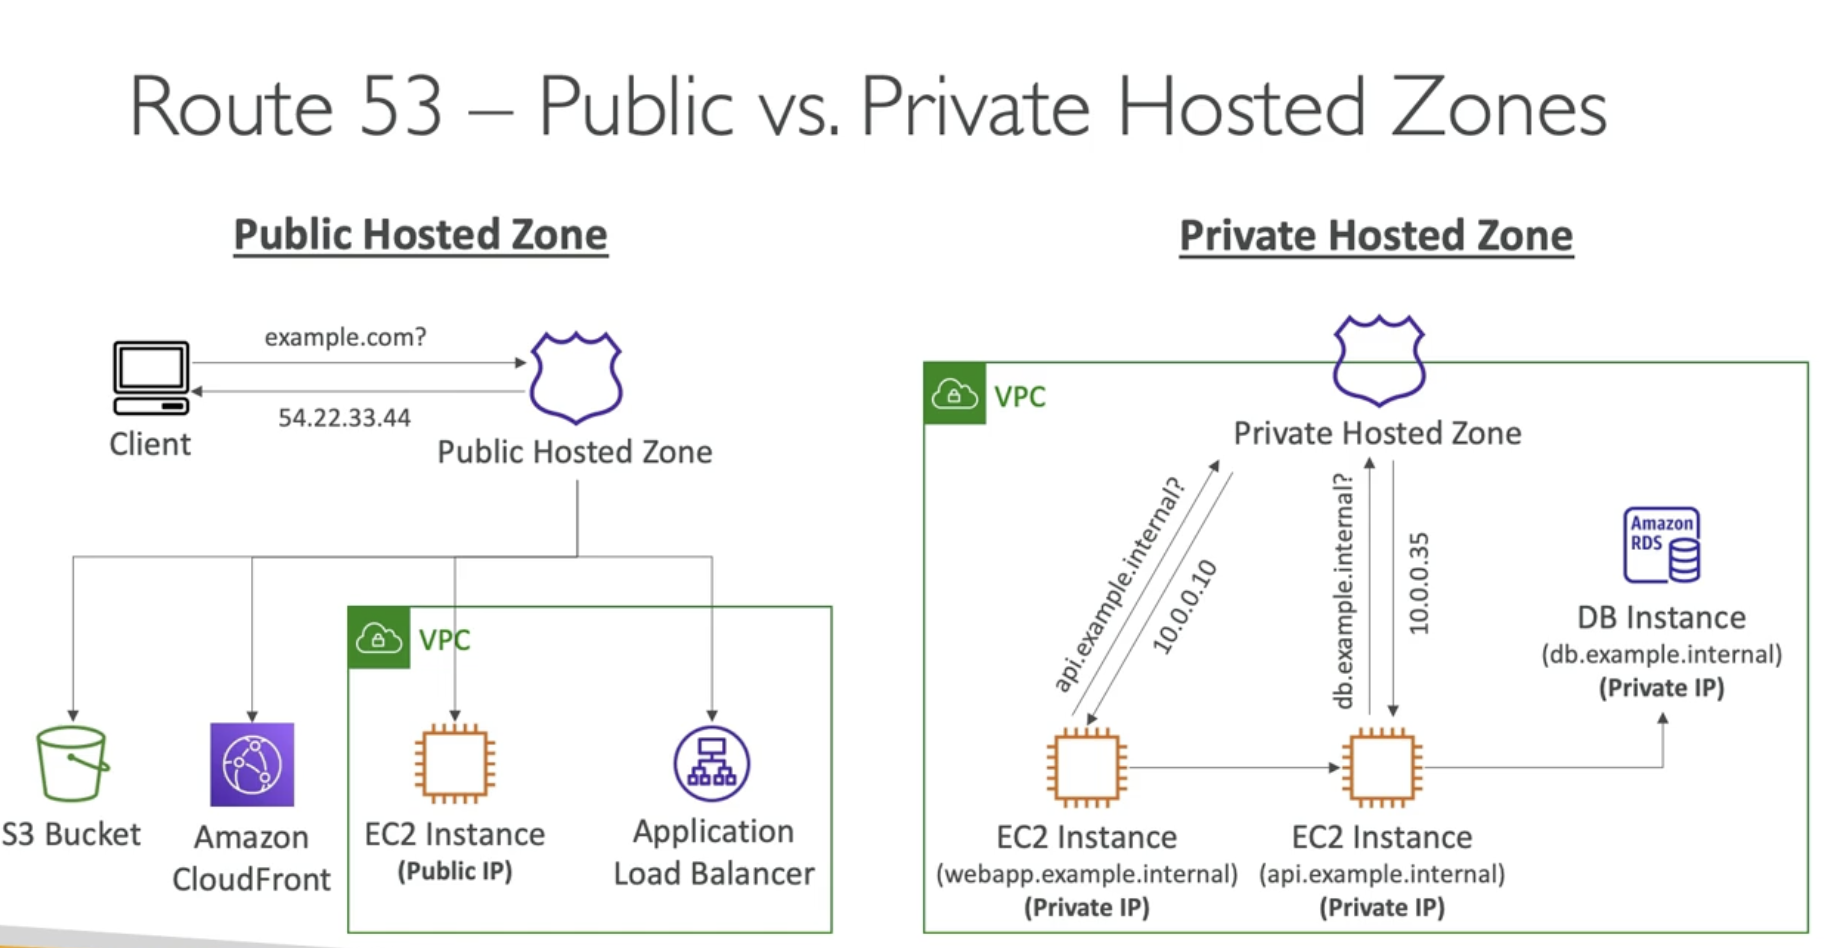 Route 53 – Public vs. Private Hosted Zones
Public Hosted Zone
example.com?
54.22.33.44
Client
Public Hosted Zone
VPC
S3 Bucket
Amazon
CloudFront
EC2 Instance
(Public IP)
Application
Load Balancer
Private Hosted Zone
VPC
Private Hosted Zone
api.example.internal?
10.0.0.10
db.example.internal?
10.0.0.35
Amazon
RDS
DB Instance
(db.example.internal)
(Private IP)
EC2 Instance
(webapp.example.internal)
(Private IP)
EC2 Instance
(api.example.internal)
(Private IP)